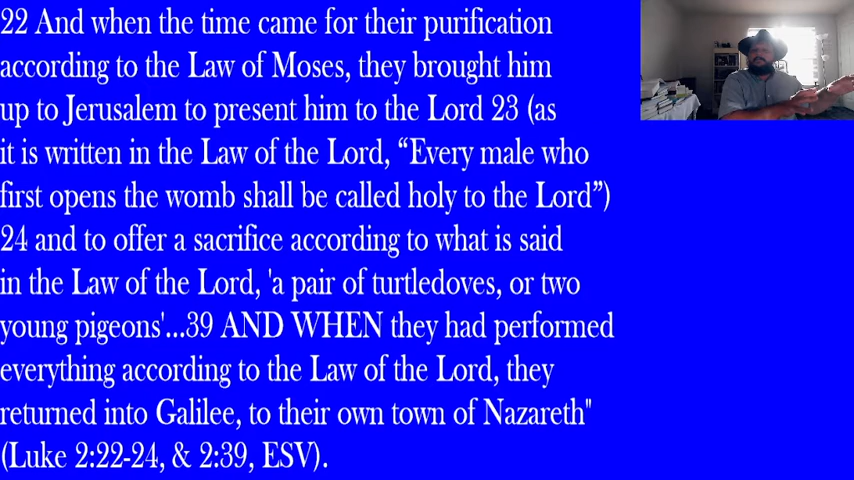 22 And when the time came for their purification
according to the Law of Moses, they brought him
up to Jerusalem to present him to the Lord 23 (as
it is written in the Law of the Lord, “Every male who
first opens the womb shall be called holy to the Lord”)
24 and to offer a sacrifice according to what is said
in the Law of the Lord, 'a pair of turtledoves, or two
young pigeons'...39 AND WHEN they had performed
everything according to the Law of the Lord, they
returned into Galilee, to their own town of Nazareth"
(Luke 2:22-24, & 2:39, ESV).